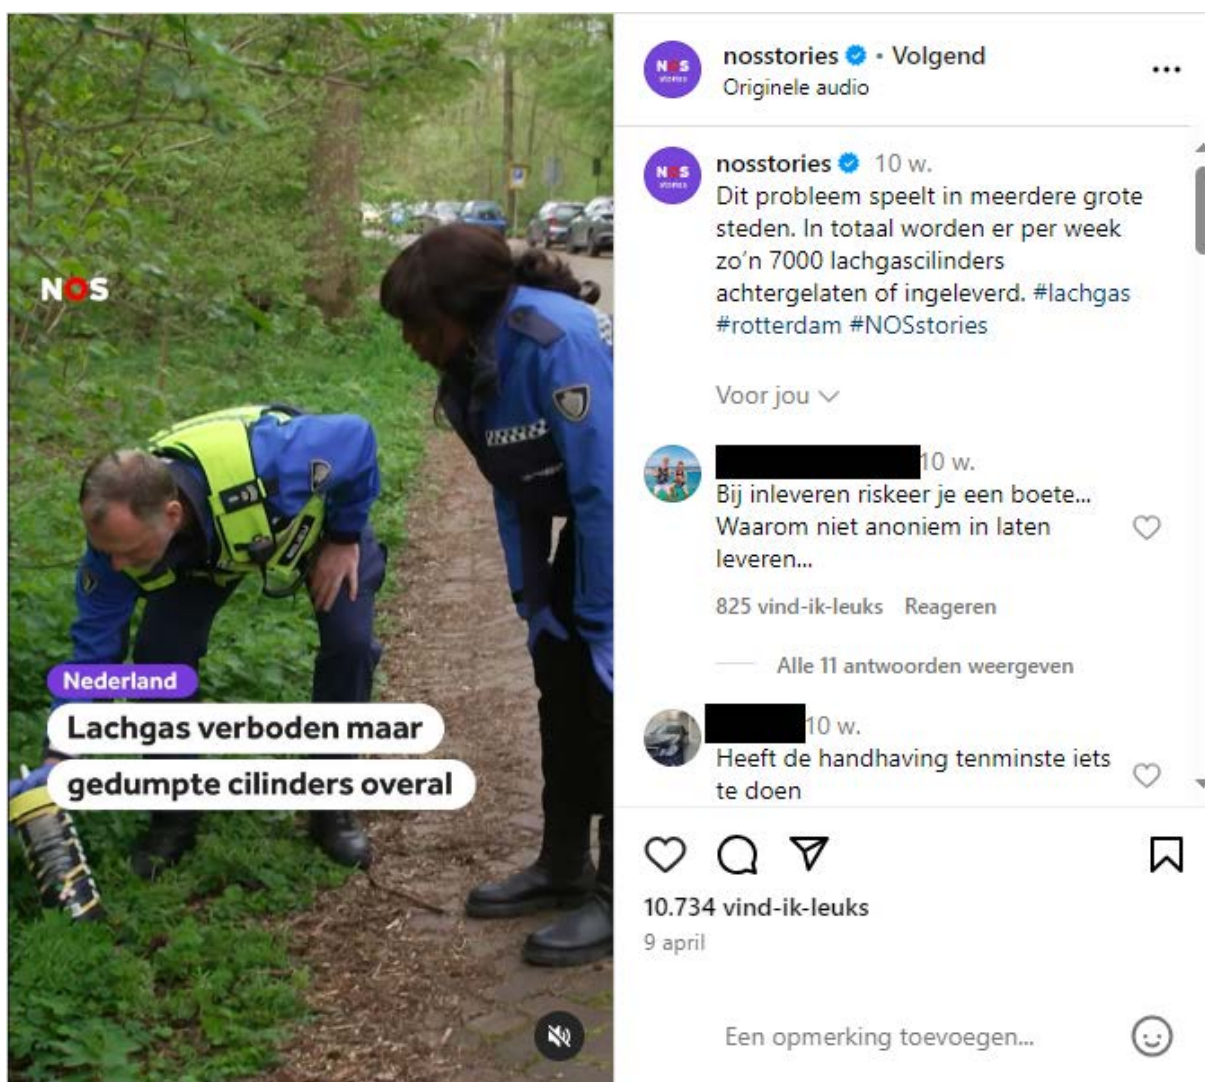 nosstories • Volgend
Originele audio
NOS
stories
nosstories 10 w.
Dit probleem speelt in meerdere grote
steden. In totaal worden er per week
zo'n 7000 lachgascilinders
achtergelaten of ingeleverd. #lachgas
#rotterdam #NOSstories
NOS
stories
Voor jou
10 w.
Bij inleveren riskeer je een boete...
Waarom niet anoniem in laten
leveren...
825 vind-ik-leuks Reageren
Alle 11 antwoorden weergeven
10 w.
Heeft de handhaving tenminste iets
te doen
10.734 vind-ik-leuks
9 april
Een opmerking toevoegen...
NOS
Nederland
Lachgas verboden maar
gedumpte cilinders overal